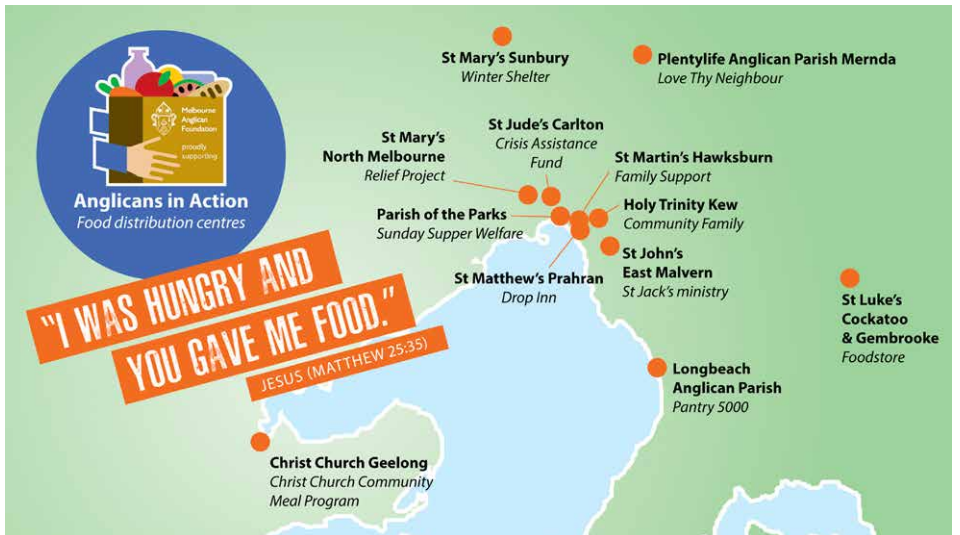 Melbourne
Anglican
Foundation
proudly
supporting
Anglicans in Action
Food distribution centres
"I WAS HUNGRY AND
YOU GAVE ME FOOD."
JESUS (MATTHEW 25:35)
St Mary's Sunbury
Winter Shelter
Plentylife Anglican Parish Mernda
Love Thy Neighbour
St Mary's
North Melbourne
Relief Project
St Jude's Carlton
Crisis Assistance
Fund
St Martin's Hawksburn
Family Support
Parish of the Parks
Sunday Supper Welfare
Holy Trinity Kew
Community Family
St Matthew's Prahran
Drop Inn
St John's
East Malvern
St Jack's ministry
St Luke's
Cockatoo
& Gembrooke
Foodstore
Longbeach
Anglican Parish
Pantry 5000
Christ Church Geelong
Christ Church Community
Meal Program